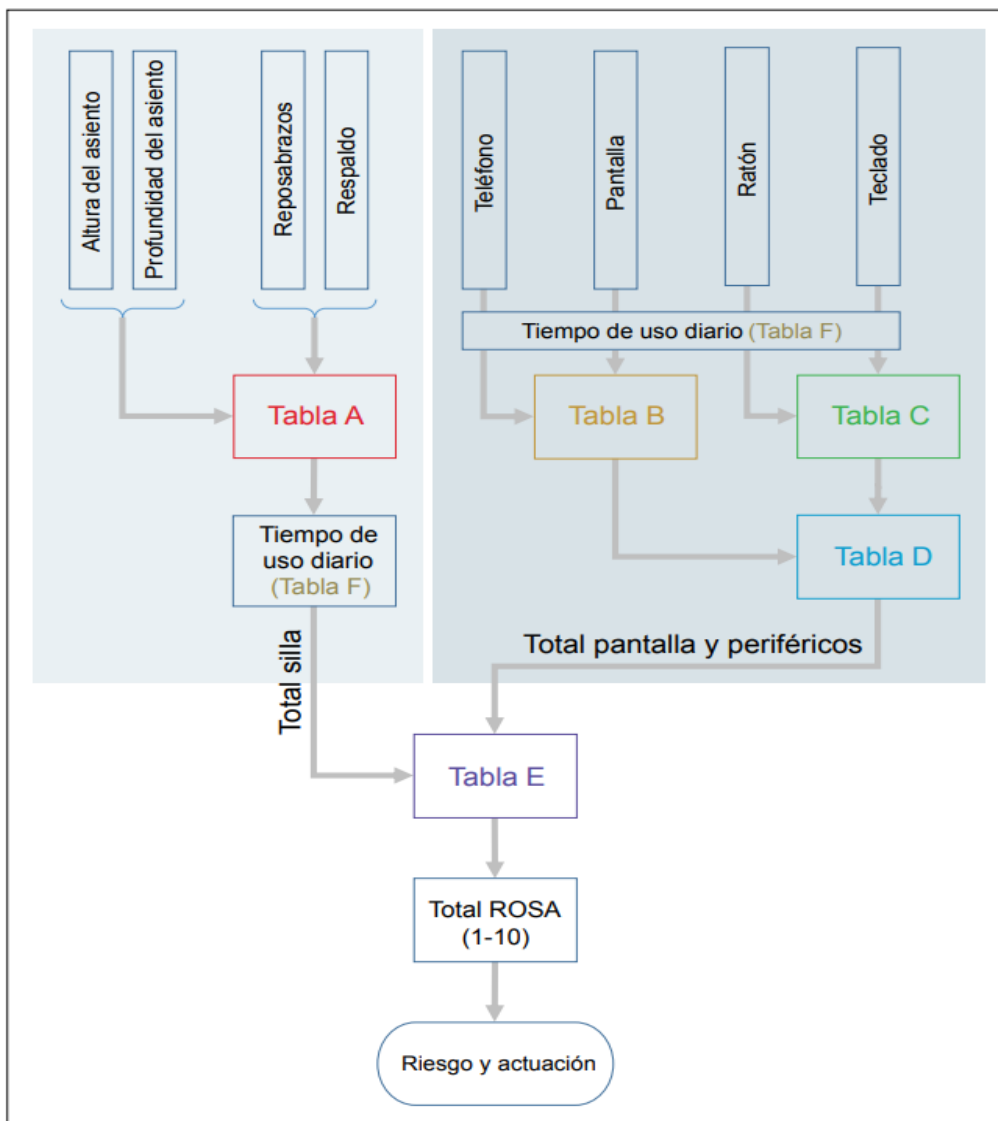 Altura del asiento
Profundidad del asiento
Reposabrazos
Respaldo
Teléfono
Pantalla
Ratón
Teclado
Tiempo de uso diario (Tabla F)
Tabla A
Tabla B
Tabla C
Tiempo de
uso diario
(Tabla F)
Tabla D
Total silla
Total pantalla y periféricos
Tabla E
Total ROSA
(1-10)
Riesgo y actuación